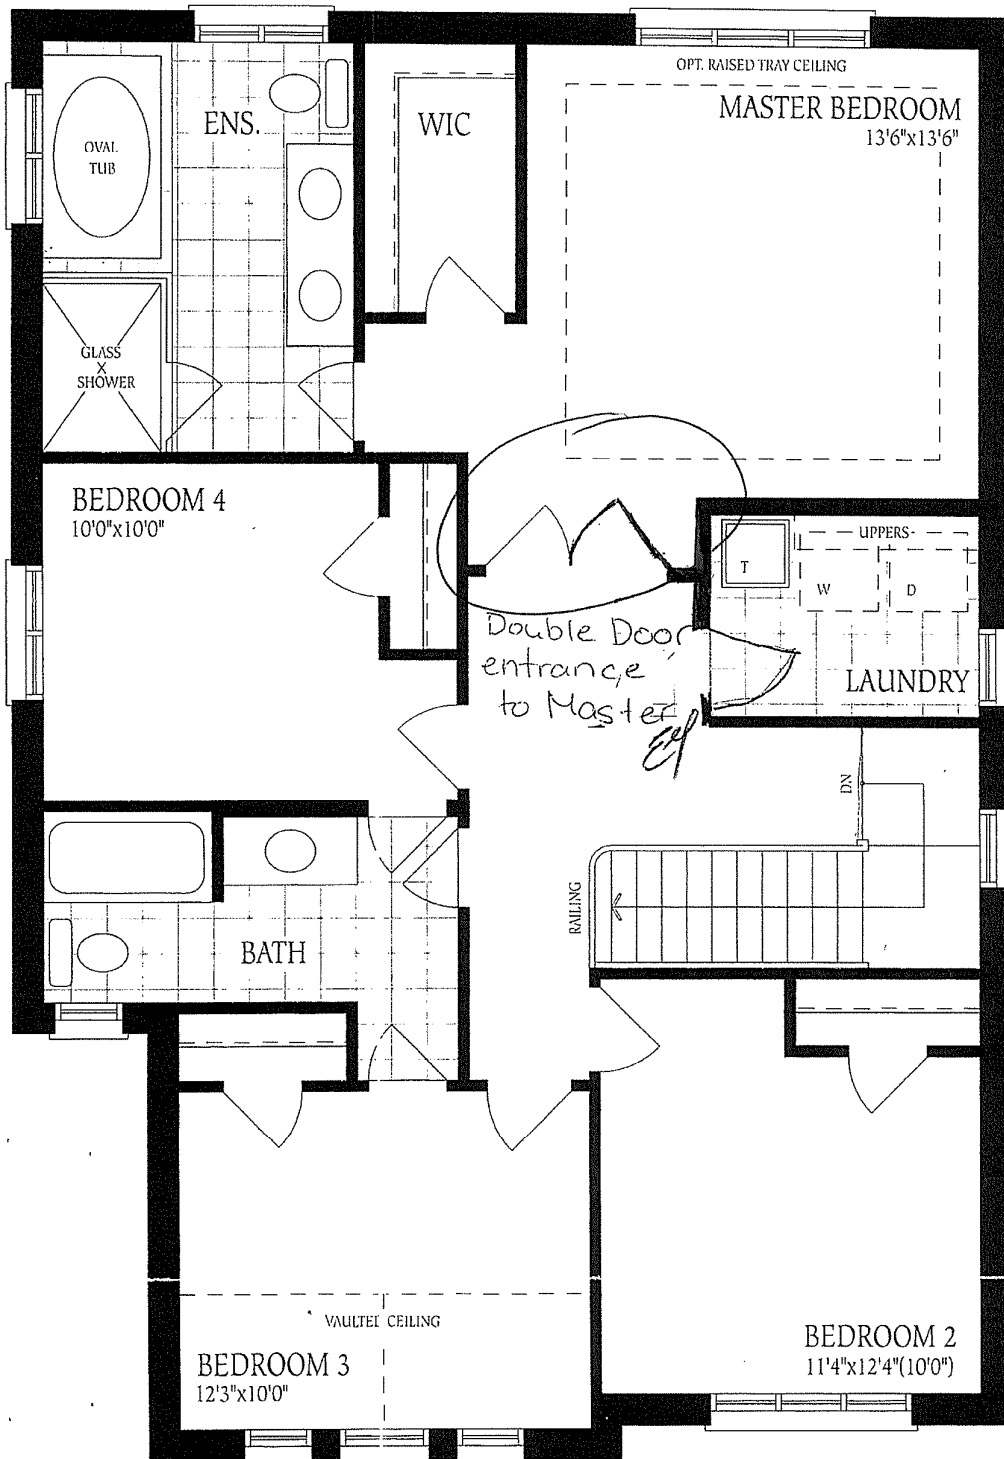 OPT. RAISED TRAY CEILING
MASTER BEDROOM
13'6"x13'6"
ENS.
WIC
OVAL
TUB
GLASS
X
SHOWER
BEDROOM 4
10'0"x10'0"
UPPERS
T
W
D
LAUNDRY
Double Door
entrance
to Master
DN
RAILING
BATH
VAULTED CEILING
BEDROOM 3
12'3"x10'0"
BEDROOM 2
11'4"x12'4"(10'0")